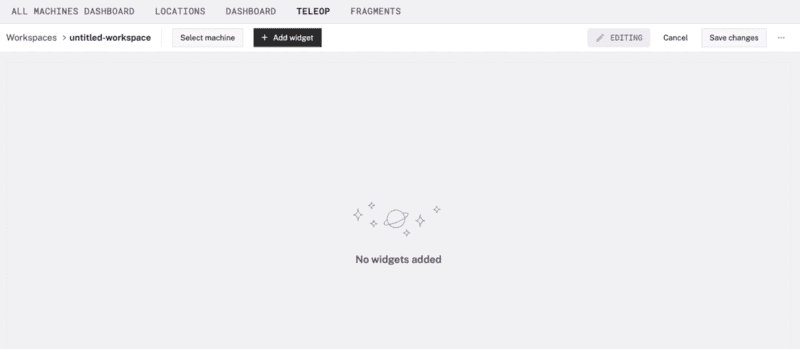 ALL MACHINES DASHBOARD LOCATIONS DASHBOARD TELEOP FRAGMENTS
Workspaces > untitled-workspace Select machine + Add widget EDITING Cancel Save changes ...
No widgets added